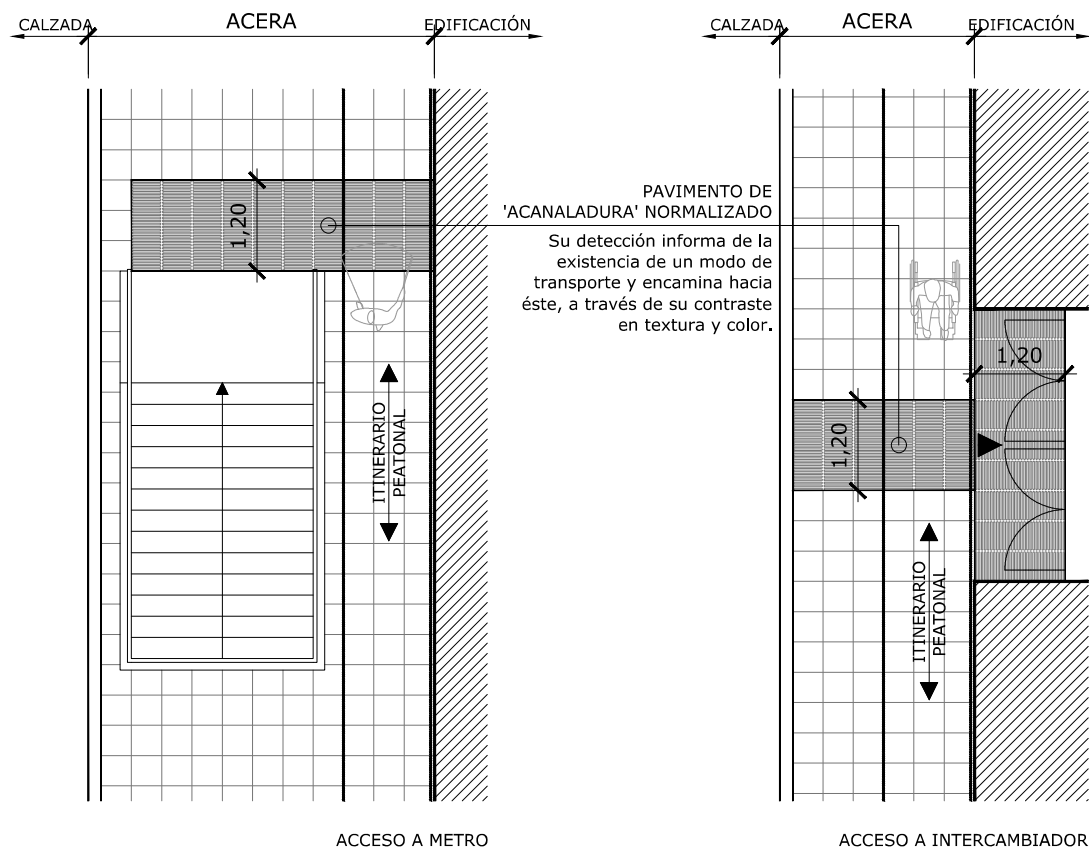 CALZADA
ACERA
EDIFICACIÓN
CALZADA
ACERA
EDIFICACIÓN
1,20
PAVIMENTO DE
'ACANALADURA' NORMALIZADO
Su detección informa de la
existencia de un modo de
transporte y encamina hacia
éste, a través de su contraste
en textura y color.
ITINERARIO
PEATONAL
1,20
1,20
ITINERARIO
PEATONAL
ACCESO A METRO
ACCESO A INTERCAMBIADOR